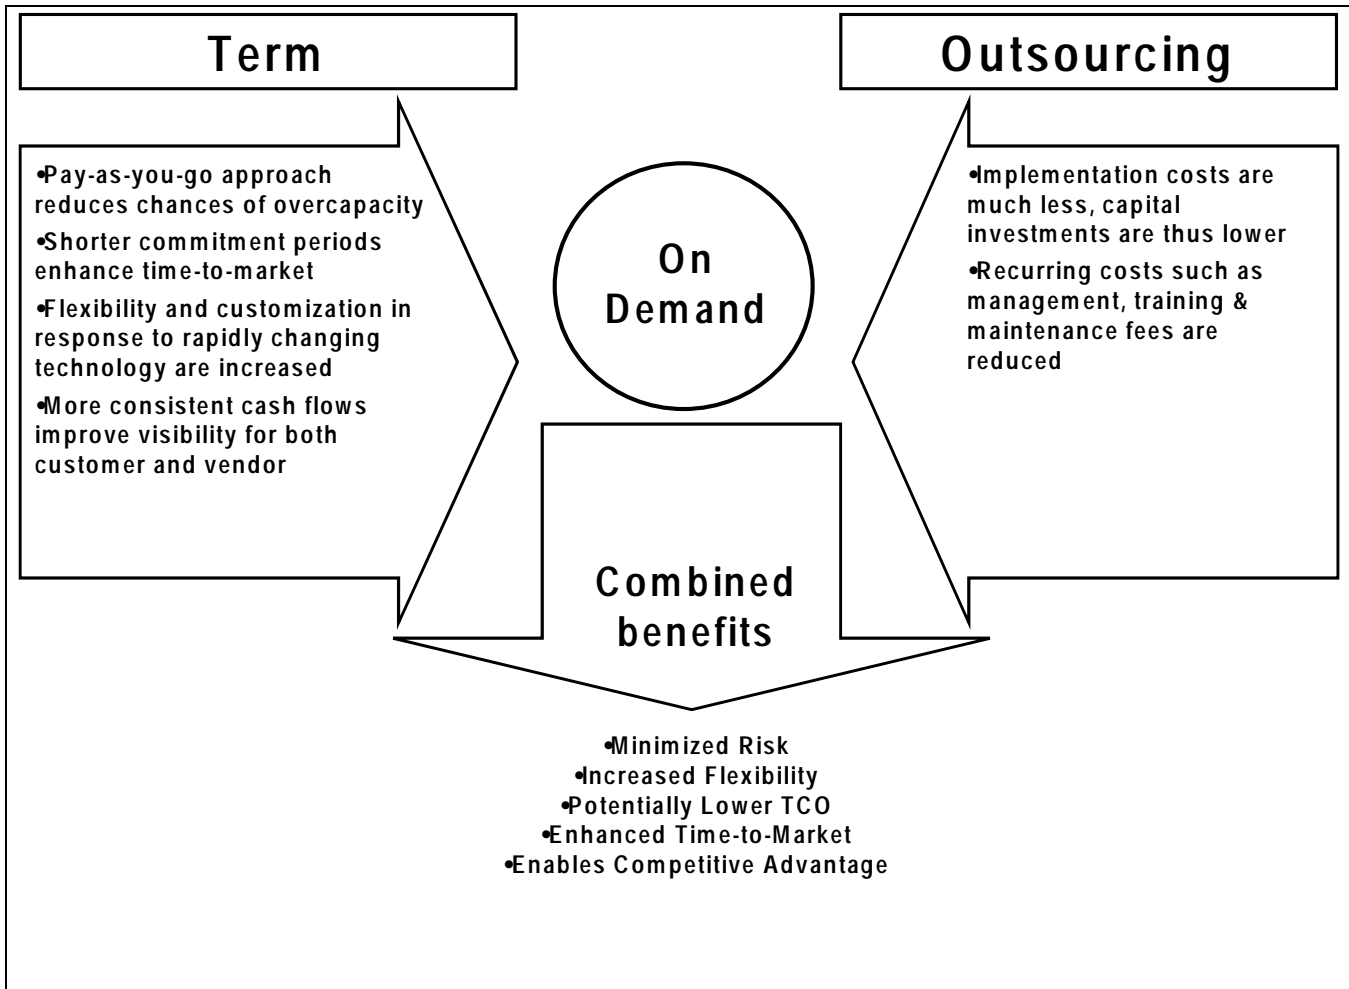 Term
Outsourcing
•Pay-as-you-go approach
reduces chances of overcapacity
•Shorter commitment periods
enhance time-to-market
•Flexibility and customization in
response to rapidly changing
technology are increased
•More consistent cash flows
improve visibility for both
customer and vendor
On
Demand
•Implementation costs are
much less, capital
investments are thus lower
•Recurring costs such as
management, training &
maintenance fees are
reduced
Combined
benefits
•Minimized Risk
•Increased Flexibility
•Potentially Lower TCO
•Enhanced Time-to-Market
•Enables Competitive Advantage